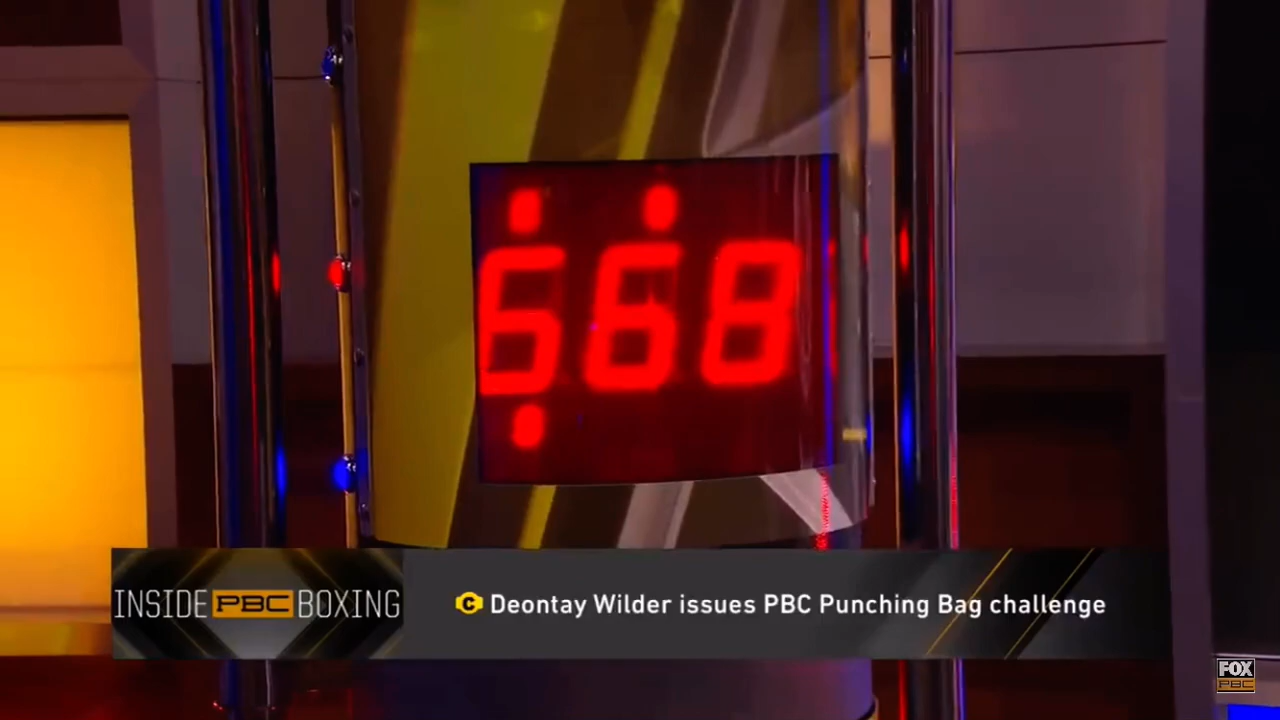 668
INSIDE PBC BOXING
C Deontay Wilder issues PBC Punching Bag challenge
FOX
PBC